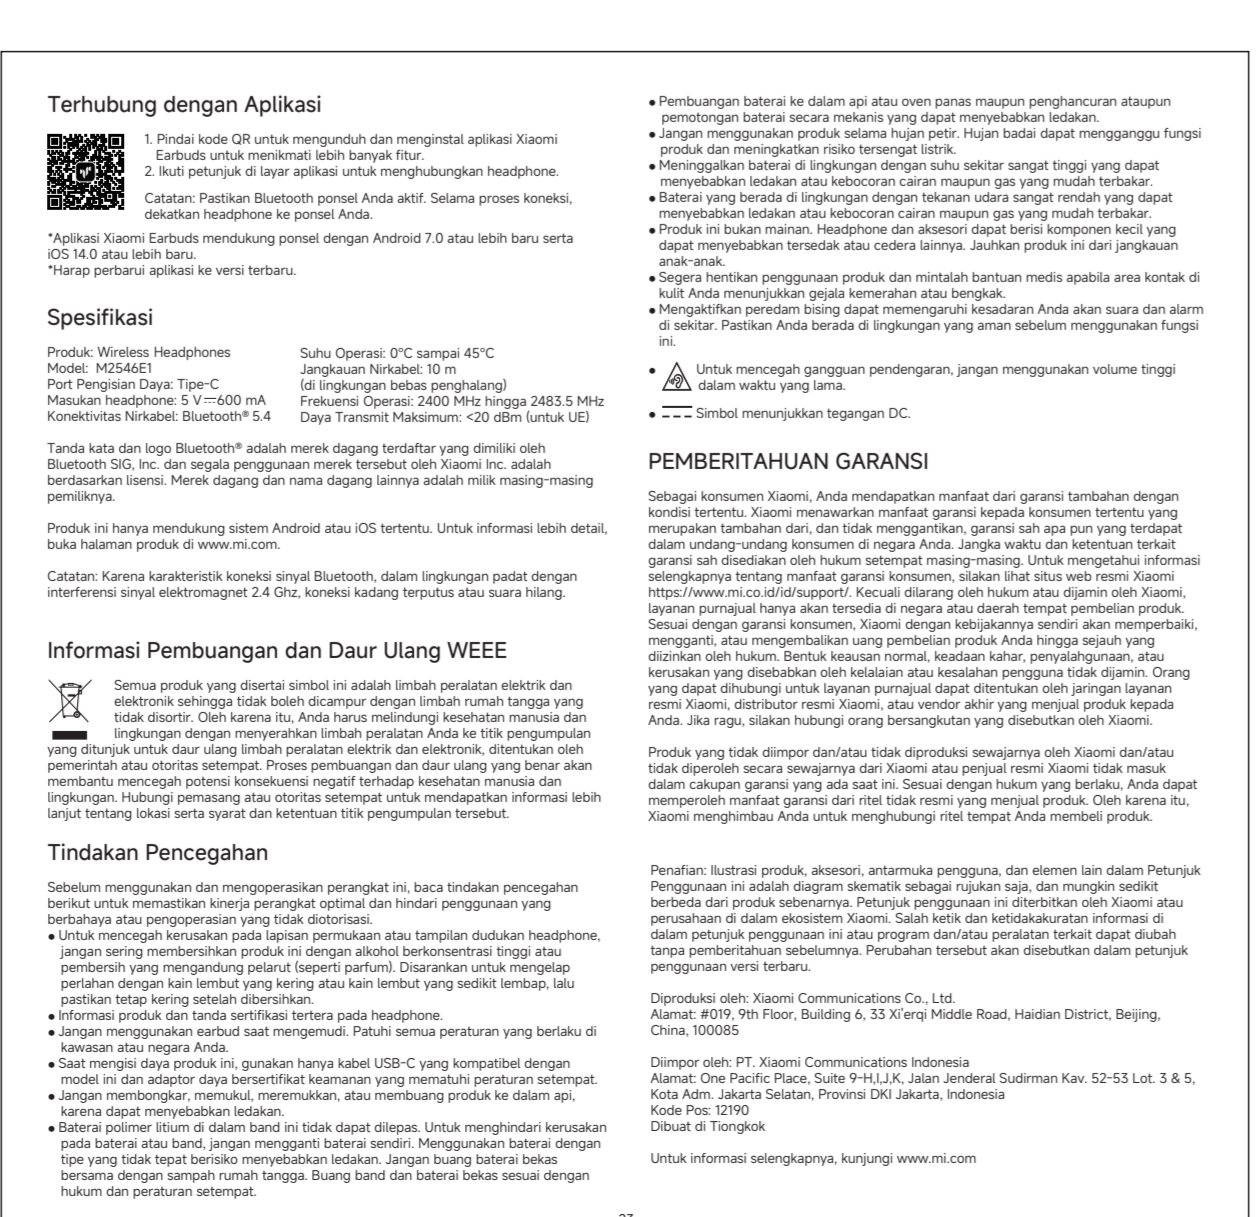 Terhubung dengan Aplikasi
1. Pindai kode QR untuk mengunduh dan menginstal aplikasi Xiaomi
Earbuds untuk menikmati lebih banyak fitur.
2. Ikuti petunjuk di layar aplikasi untuk menghubungkan headphone.
Catatan: Pastikan Bluetooth ponsel Anda aktif. Selama proses koneksi,
dekatkan headphone ke ponsel Anda.
*Aplikasi Xiaomi Earbuds mendukung ponsel dengan Android 7.0 atau lebih baru serta
iOS 14.0 atau lebih baru.
*Harap perbarui aplikasi ke versi terbaru.
Spesifikasi
Produk: Wireless Headphones
Model: M2546E1
Port Pengisian Daya: Tipe-C
Masukan headphone: 5 V⎓600 mA
Konektivitas Nirkabel: Bluetooth® 5.4
Suhu Operasi: 0°C sampai 45°C
Jangkauan Nirkabel: 10 m
(di lingkungan bebas penghalang)
Frekuensi Operasi: 2400 MHz hingga 2483.5 MHz
Daya Transmit Maksimum: <20 dBm (untuk UE)
Tanda kata dan logo Bluetooth® adalah merek dagang terdaftar yang dimiliki oleh
Bluetooth SIG, Inc. dan segala penggunaan merek tersebut oleh Xiaomi Inc. adalah
berdasarkan lisensi. Merek dagang dan nama dagang lainnya adalah milik masing-masing
pemiliknya.
Produk ini hanya mendukung sistem Android atau iOS tertentu. Untuk informasi lebih detail,
buka halaman produk di www.mi.com.
Catatan: Karena karakteristik koneksi sinyal Bluetooth, dalam lingkungan padat dengan
interferensi sinyal elektromagnet 2.4 Ghz, koneksi kadang terputus atau suara hilang.
Informasi Pembuangan dan Daur Ulang WEEE
Semua produk yang disertai simbol ini adalah limbah peralatan elektrik dan
elektronik sehingga tidak boleh dicampur dengan limbah rumah tangga yang
tidak disortir. Oleh karena itu, Anda harus melindungi kesehatan manusia dan
lingkungan dengan menyerahkan limbah peralatan Anda ke titik pengumpulan
yang ditunjuk untuk daur ulang limbah peralatan elektrik dan elektronik, ditentukan oleh
pemerintah atau otoritas setempat. Proses pembuangan dan daur ulang yang benar akan
membantu mencegah potensi konsekuensi negatif terhadap kesehatan manusia dan
lingkungan. Hubungi pemasang atau otoritas setempat untuk mendapatkan informasi lebih
lanjut tentang lokasi serta syarat dan ketentuan titik pengumpulan tersebut.
Tindakan Pencegahan
Sebelum menggunakan dan mengoperasikan perangkat ini, baca tindakan pencegahan
berikut untuk memastikan kinerja perangkat optimal dan hindari penggunaan yang
berbahaya atau pengoperasian yang tidak diotorisasi.
● Untuk mencegah kerusakan pada lapisan permukaan atau tampilan dudukan headphone,
jangan sering membersihkan produk ini dengan alkohol berkonsentrasi tinggi atau
pembersih yang mengandung pelarut (seperti parfum). Disarankan untuk mengelap
perlahan dengan kain lembut yang kering atau kain lembut yang sedikit lembap, lalu
pastikan tetap kering setelah dibersihkan.
● Informasi produk dan tanda sertifikasi tertera pada headphone.
● Jangan menggunakan earbud saat mengemudi. Patuhi semua peraturan yang berlaku di
kawasan atau negara Anda.
● Saat mengisi daya produk ini, gunakan hanya kabel USB-C yang kompatibel dengan
model ini dan adaptor daya bersertifikat keamanan yang mematuhi peraturan setempat.
● Jangan membongkar, memukul, meremukkan, atau membuang produk ke dalam api,
karena dapat menyebabkan ledakan.
● Baterai polimer litium di dalam band ini tidak dapat dilepas. Untuk menghindari kerusakan
pada baterai atau band, jangan mengganti baterai sendiri. Menggunakan baterai dengan
tipe yang tidak tepat berisiko menyebabkan ledakan. Jangan buang baterai bekas
bersama dengan sampah rumah tangga. Buang band dan baterai bekas sesuai dengan
hukum dan peraturan setempat.
● Pembuangan baterai ke dalam api atau oven panas maupun penghancuran ataupun
pemotongan baterai secara mekanis yang dapat menyebabkan ledakan.
● Jangan menggunakan produk selama hujan petir. Hujan badai dapat mengganggu fungsi
produk dan meningkatkan risiko tersengat listrik.
● Meninggalkan baterai di lingkungan dengan suhu sekitar sangat tinggi yang dapat
menyebabkan ledakan atau kebocoran cairan maupun gas yang mudah terbakar.
● Baterai yang berada di lingkungan dengan tekanan udara sangat rendah yang dapat
menyebabkan ledakan atau kebocoran cairan maupun gas yang mudah terbakar.
● Produk ini bukan mainan. Headphone dan aksesori dapat berisi komponen kecil yang
dapat menyebabkan tersedak atau cedera lainnya. Jauhkan produk ini dari jangkauan
anak-anak.
● Segera hentikan penggunaan produk dan mintalah bantuan medis apabila area kontak di
kulit Anda menunjukkan gejala kemerahan atau bengkak.
● Mengaktifkan peredam bising dapat memengaruhi kesadaran Anda akan suara dan alarm
di sekitar. Pastikan Anda berada di lingkungan yang aman sebelum menggunakan fungsi
ini.
● Untuk mencegah gangguan pendengaran, jangan menggunakan volume tinggi
dalam waktu yang lama.
● ⎓ Simbol menunjukkan tegangan DC.
PEMBERITAHUAN GARANSI
Sebagai konsumen Xiaomi, Anda mendapatkan manfaat dari garansi tambahan dengan
kondisi tertentu. Xiaomi menawarkan manfaat garansi kepada konsumen tertentu yang
merupakan tambahan dari, dan tidak menggantikan, garansi sah apa pun yang terdapat
dalam undang-undang konsumen di negara Anda. Jangka waktu dan ketentuan terkait
garansi sah disediakan oleh hukum setempat masing-masing. Untuk mengetahui informasi
selengkapnya tentang manfaat garansi konsumen, silakan lihat situs web resmi Xiaomi
https://www.mi.co.id/id/support/. Kecuali dilarang oleh hukum atau dijamin oleh Xiaomi,
layanan purnajual hanya akan tersedia di negara atau daerah tempat pembelian produk.
Sesuai dengan garansi konsumen, Xiaomi dengan kebijakannya sendiri akan memperbaiki,
mengganti, atau mengembalikan uang pembelian produk Anda hingga sejauh yang
diizinkan oleh hukum. Bentuk keausan normal, keadaan kahar, penyalahgunaan, atau
kerusakan yang disebabkan oleh kelalaian atau kesalahan pengguna tidak dijamin. Orang
yang dapat dihubungi untuk layanan purnajual dapat ditentukan oleh jaringan layanan
resmi Xiaomi, distributor resmi Xiaomi, atau vendor akhir yang menjual produk kepada
Anda. Jika ragu, silakan hubungi orang bersangkutan yang disebutkan oleh Xiaomi.
Produk yang tidak diimpor dan/atau tidak diproduksi sewajarnya oleh Xiaomi dan/atau
tidak diperoleh secara sewajarnya dari Xiaomi atau penjual resmi Xiaomi tidak masuk
dalam cakupan garansi yang ada saat ini. Sesuai dengan hukum yang berlaku, Anda dapat
memperoleh manfaat garansi dari ritel tidak resmi yang menjual produk. Oleh karena itu,
Xiaomi menghimbau Anda untuk menghubungi ritel tempat Anda membeli produk.
Penafian: Ilustrasi produk, aksesori, antarmuka pengguna, dan elemen lain dalam Petunjuk
Penggunaan ini adalah diagram skematik sebagai rujukan saja, dan mungkin sedikit
berbeda dari produk sebenarnya. Petunjuk penggunaan ini diterbitkan oleh Xiaomi atau
perusahaan di dalam ekosistem Xiaomi. Salah ketik dan ketidakakuratan informasi di
dalam petunjuk penggunaan ini atau program dan/atau peralatan terkait dapat diubah
tanpa pemberitahuan sebelumnya. Perubahan tersebut akan disebutkan dalam petunjuk
penggunaan versi terbaru.
Diproduksi oleh: Xiaomi Communications Co., Ltd.
Alamat: #019, 9th Floor, Building 6, 33 Xi'erqi Middle Road, Haidian District, Beijing,
China, 100085
Diimpor oleh: PT. Xiaomi Communications Indonesia
Alamat: One Pacific Place, Suite 9-H,I,J,K, Jalan Jenderal Sudirman Kav. 52-53 Lot. 3 & 5,
Kota Adm. Jakarta Selatan, Provinsi DKI Jakarta, Indonesia
Kode Pos: 12190
Dibuat di Tiongkok
Untuk informasi selengkapnya, kunjungi www.mi.com